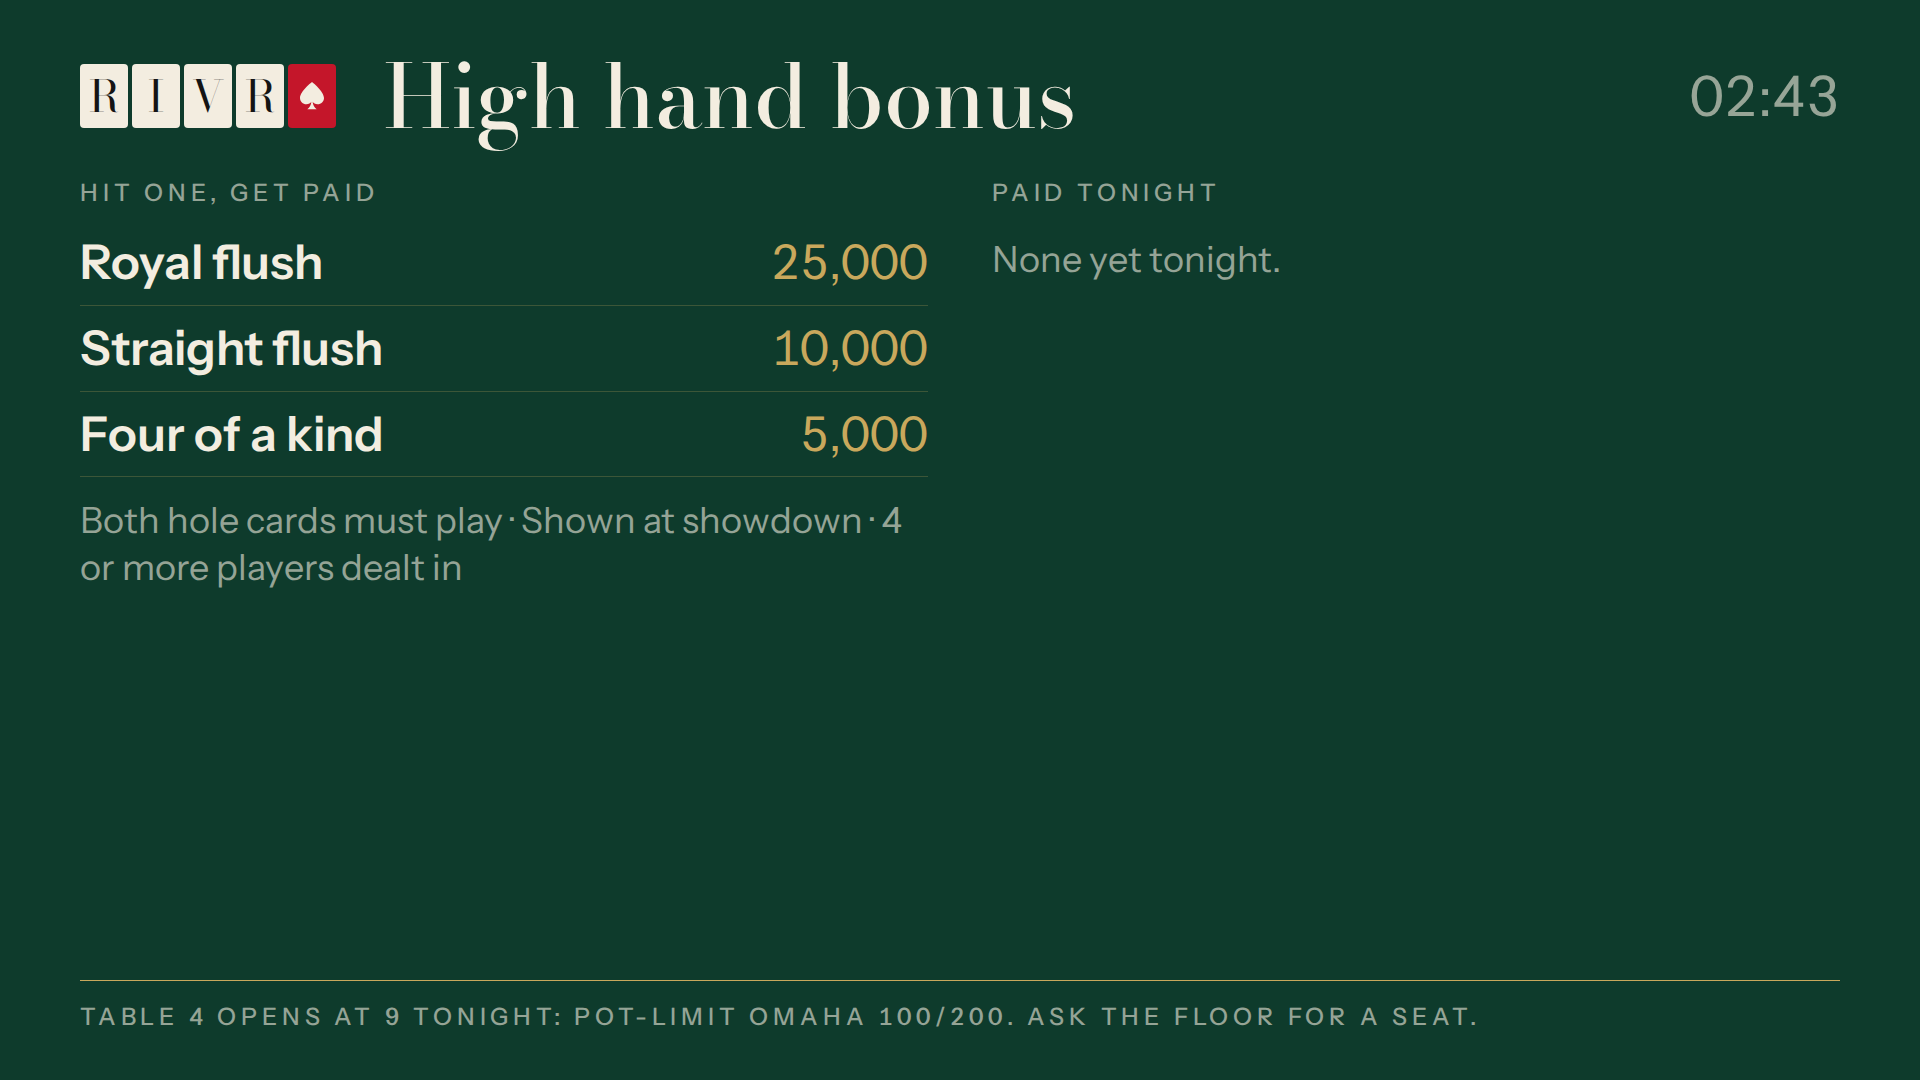 RIVR♠ High hand bonus 02:43
HIT ONE, GET PAID
Royal flush 25,000
Straight flush 10,000
Four of a kind 5,000
Both hole cards must play · Shown at showdown · 4
or more players dealt in
PAID TONIGHT
None yet tonight.
TABLE 4 OPENS AT 9 TONIGHT: POT-LIMIT OMAHA 100/200. ASK THE FLOOR FOR A SEAT.